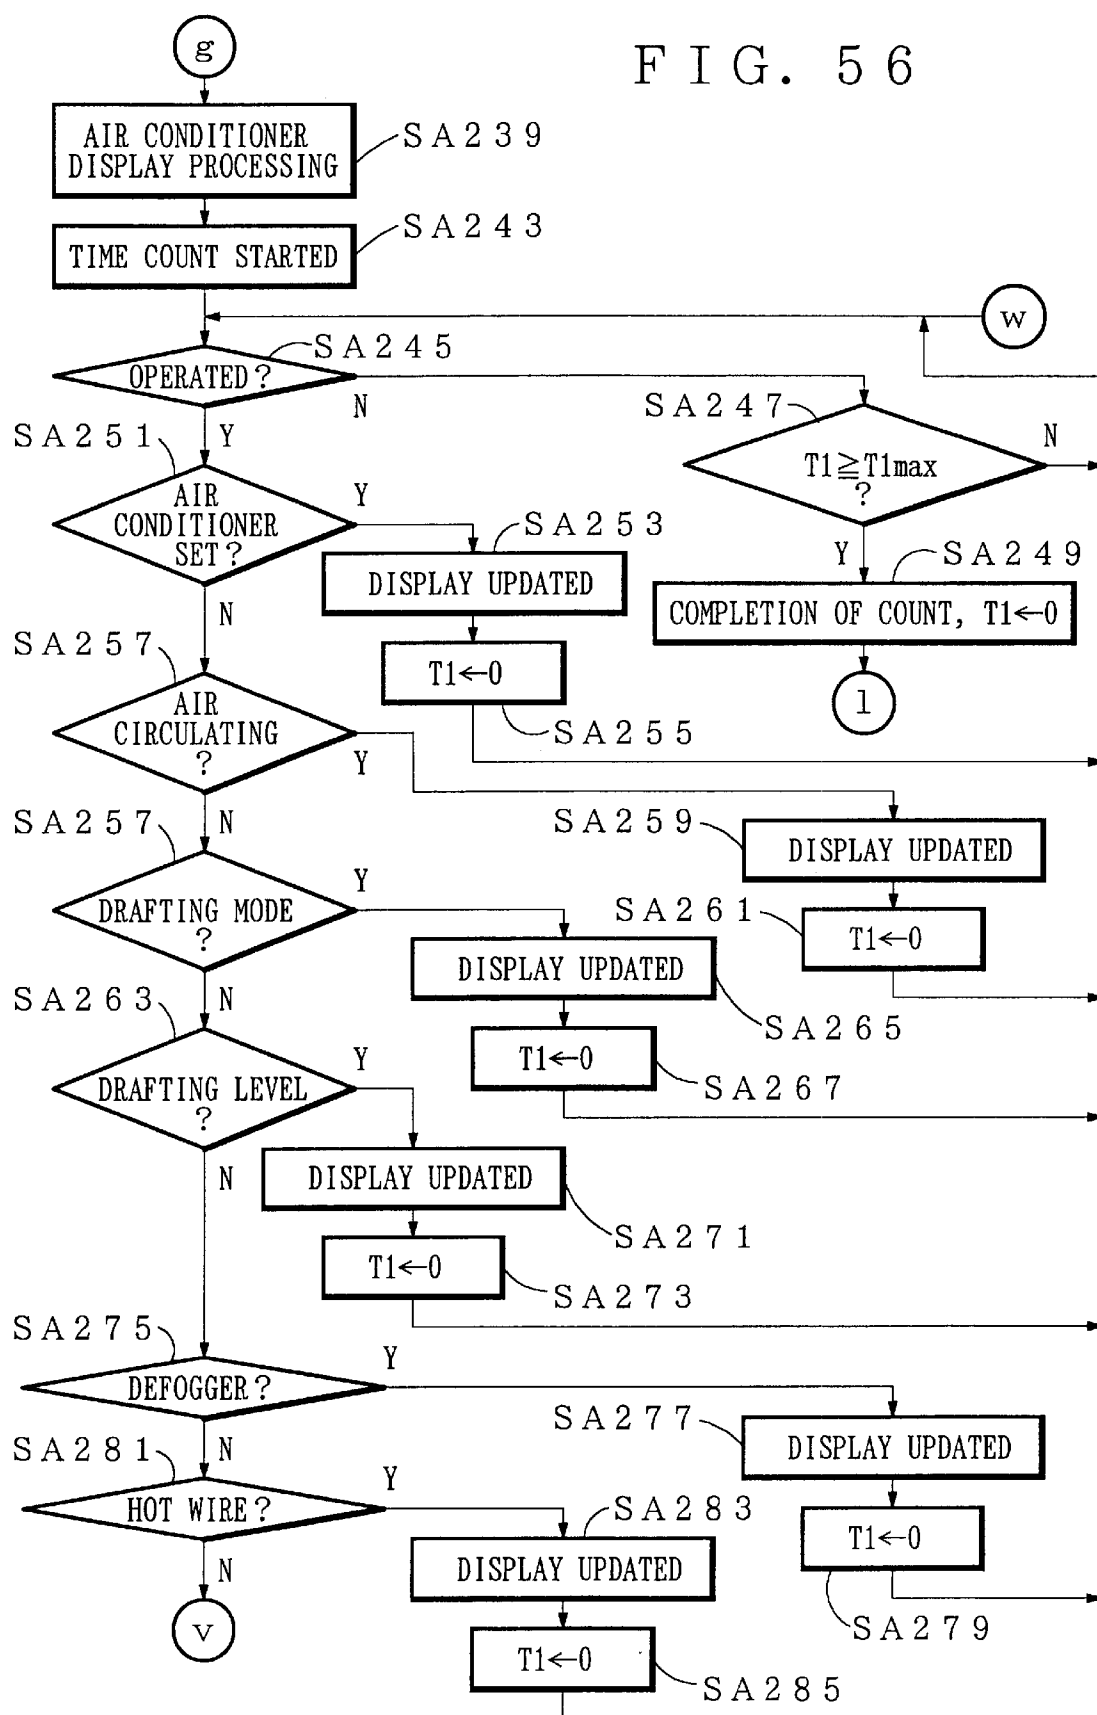 FIG. 56
g
AIR CONDITIONER
DISPLAY PROCESSING
SA239
TIME COUNT STARTED
SA243
w
OPERATED?
SA245
N
Y
SA247
T1≧T1max
?
N
Y
SA249
COMPLETION OF COUNT, T1←0
l
SA251
AIR
CONDITIONER
SET?
Y
N
SA253
DISPLAY UPDATED
T1←0
SA255
SA257
AIR
CIRCULATING
?
Y
N
SA259
DISPLAY UPDATED
SA261
T1←0
SA257
DRAFTING MODE
?
Y
N
DISPLAY UPDATED
SA265
T1←0
SA267
SA263
DRAFTING LEVEL
?
Y
N
DISPLAY UPDATED
SA271
T1←0
SA273
SA275
DEFOGGER?
Y
N
SA277
DISPLAY UPDATED
T1←0
SA279
SA281
HOT WIRE?
Y
N
SA283
DISPLAY UPDATED
T1←0
SA285
v